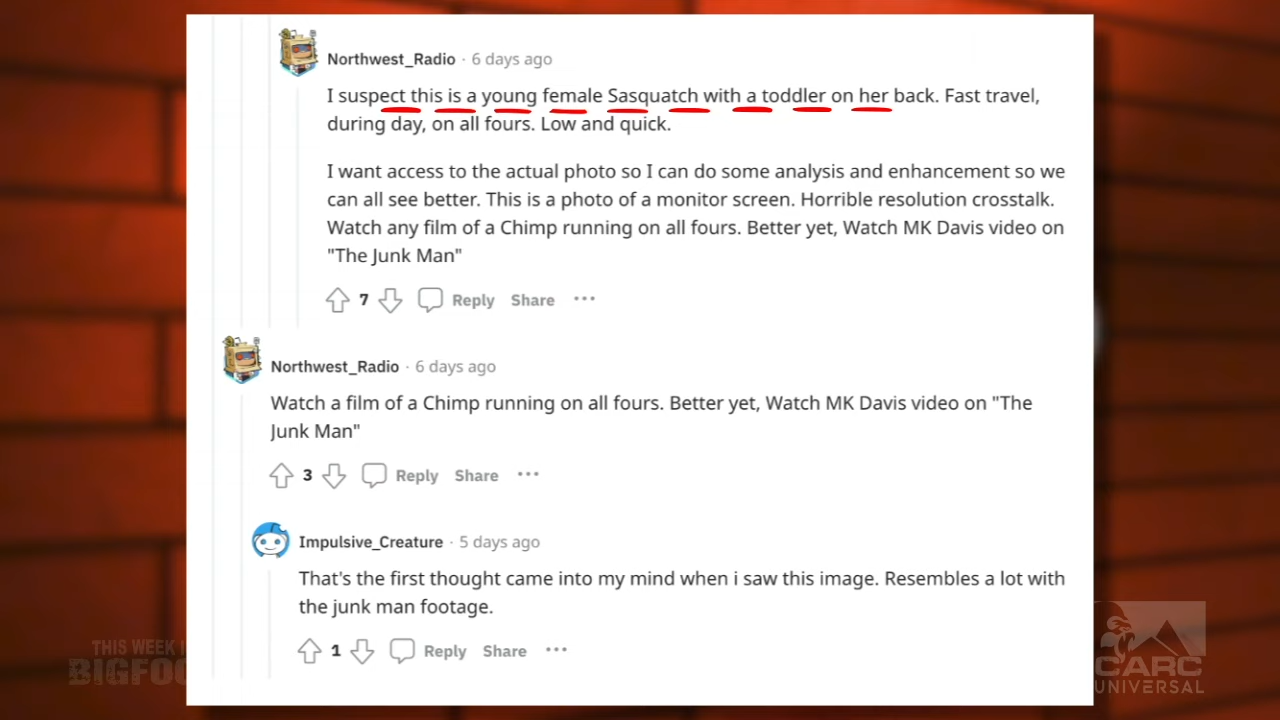 Northwest_Radio · 6 days ago
I suspect this is a young female Sasquatch with a toddler on her back. Fast travel,
during day, on all fours. Low and quick.
I want access to the actual photo so I can do some analysis and enhancement so we
can all see better. This is a photo of a monitor screen. Horrible resolution crosstalk.
Watch any film of a Chimp running on all fours. Better yet, Watch MK Davis video on
"The Junk Man"
7 Reply Share ...
Northwest_Radio · 6 days ago
Watch a film of a Chimp running on all fours. Better yet, Watch MK Davis video on "The
Junk Man"
3 Reply Share ...
Impulsive_Creature · 5 days ago
That's the first thought came into my mind when i saw this image. Resembles a lot with
the junk man footage.
1 Reply Share ...
THIS WEEK I
BIGFOO
CARC
UNIVERSAL